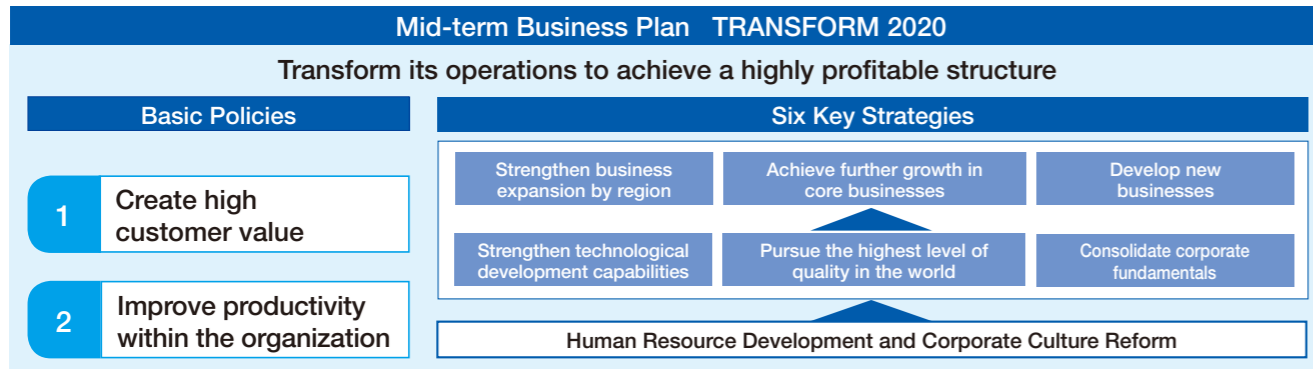 Mid-term Business Plan TRANSFORM 2020
Transform its operations to achieve a highly profitable structure
Basic Policies
1
Create high
customer value
2
Improve productivity
within the organization
Six Key Strategies
Strengthen business
expansion by region
Achieve further growth in
core businesses
Develop new
businesses
Strengthen technological
development capabilities
Pursue the highest level of
quality in the world
Consolidate corporate
fundamentals
Human Resource Development and Corporate Culture Reform